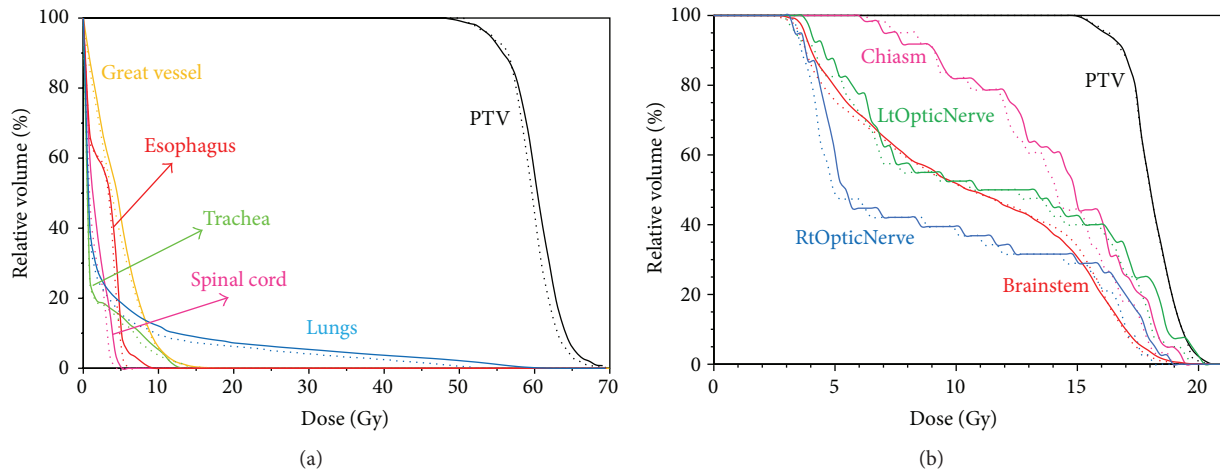 Relative volume (%)
100
80
60
40
20
0
Great vessel
Esophagus
Trachea
Spinal cord
Lungs
PTV
0 10 20 30 40 50 60 70
Dose (Gy)
(a)
Relative volume (%)
100
80
60
40
20
0
Chiasm
PTV
LtOpticNerve
RtOpticNerve
Brainstem
0 5 10 15 20
Dose (Gy)
(b)